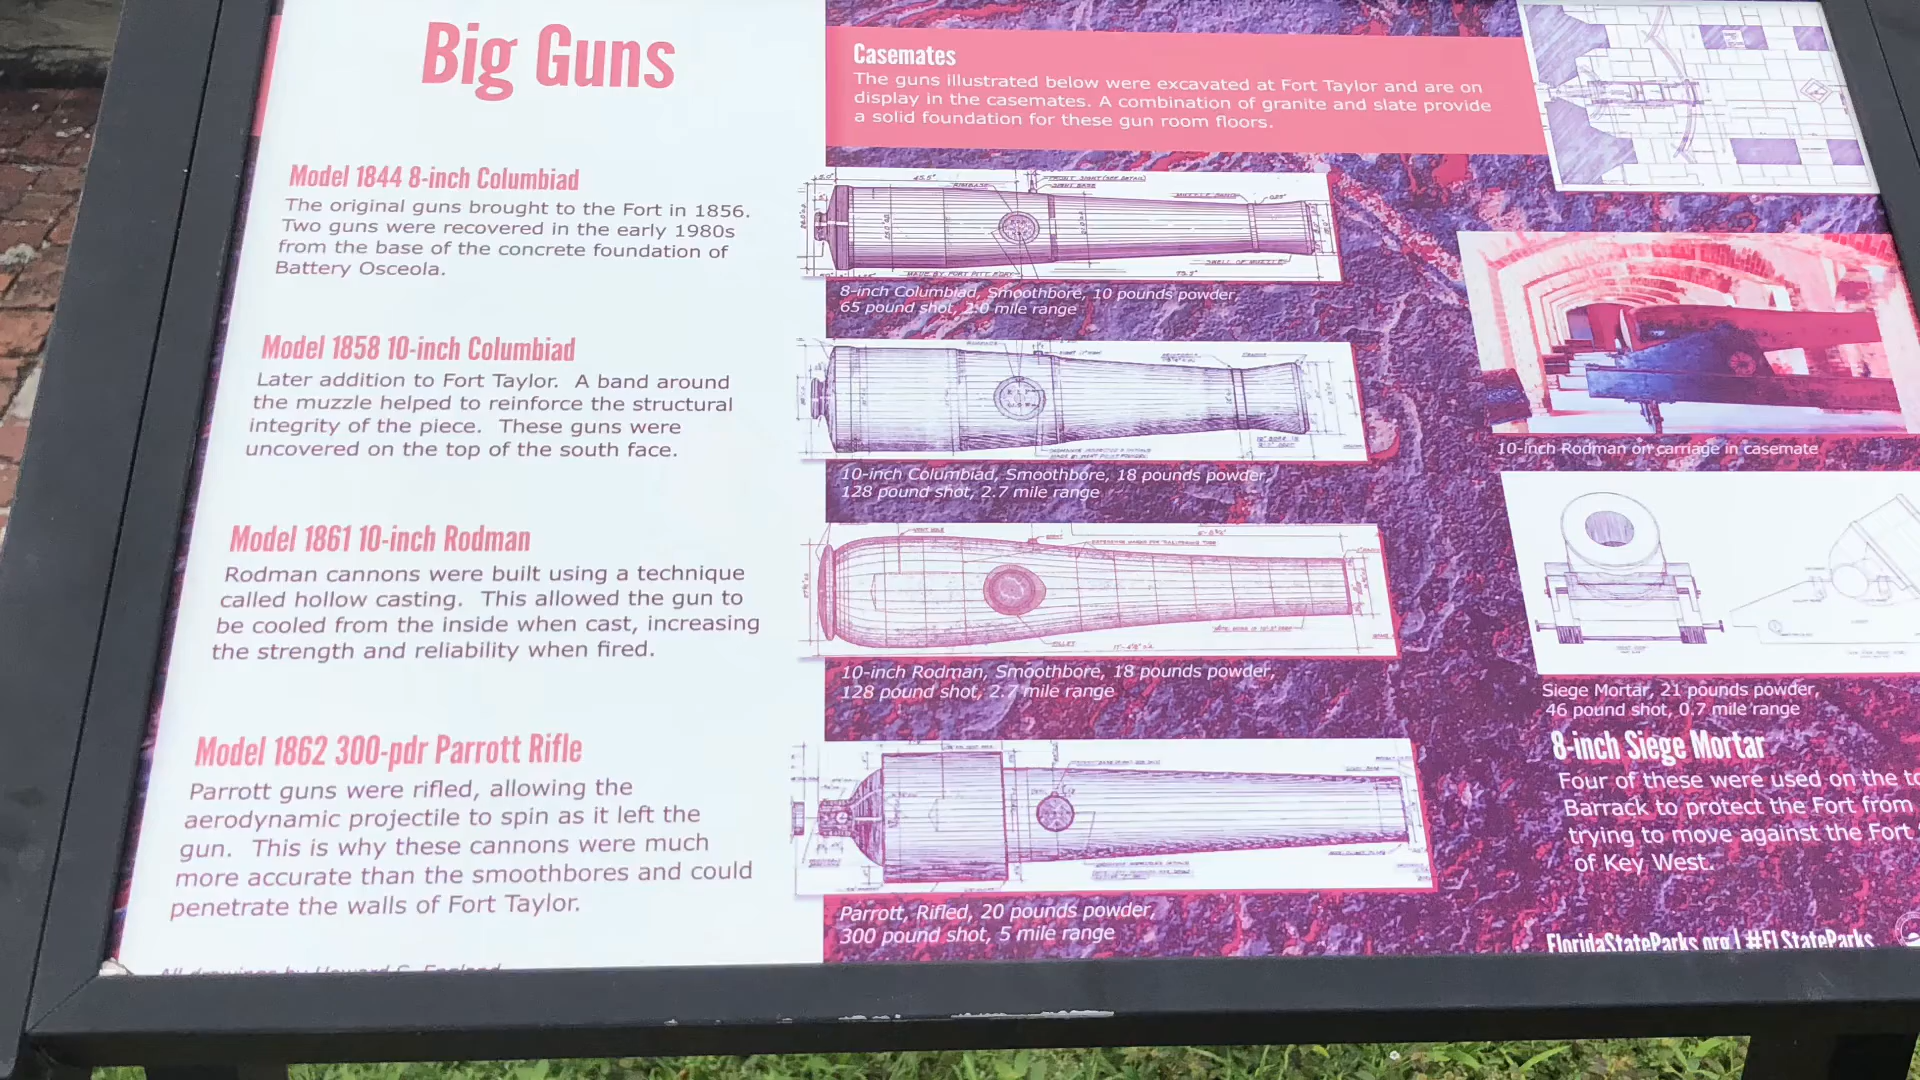 Big Guns
Model 1844 8-inch Columbiad
The original guns brought to the Fort in 1856.
Two guns were recovered in the early 1980s
from the base of the concrete foundation of
Battery Osceola.
Model 1858 10-inch Columbiad
Later addition to Fort Taylor. A band around
the muzzle helped to reinforce the structural
integrity of the piece. These guns were
uncovered on the top of the south face.
Model 1861 10-inch Rodman
Rodman cannons were built using a technique
called hollow casting. This allowed the gun to
be cooled from the inside when cast, increasing
the strength and reliability when fired.
Model 1862 300-pdr Parrott Rifle
Parrott guns were rifled, allowing the
aerodynamic projectile to spin as it left the
gun. This is why these cannons were much
more accurate than the smoothbores and could
penetrate the walls of Fort Taylor.
All drawings by Howard C. England
Casemates
The guns illustrated below were excavated at Fort Taylor and are on
display in the casemates. A combination of granite and slate provide
a solid foundation for these gun room floors.
8-inch Columbiad, Smoothbore, 10 pounds powder,
65 pound shot, 2.0 mile range
10-inch Columbiad, Smoothbore, 18 pounds powder,
128 pound shot, 2.7 mile range
10-inch Rodman, Smoothbore, 18 pounds powder,
128 pound shot, 2.7 mile range
Parrott, Rifled, 20 pounds powder,
300 pound shot, 5 mile range
10-inch Rodman on carriage in casemate
Siege Mortar, 21 pounds powder,
46 pound shot, 0.7 mile range
8-inch Siege Mortar
Four of these were used on the
Barrack to protect the Fort from
trying to move against the Fort
of Key West.
FloridaStateParks.org | #FLStateParks